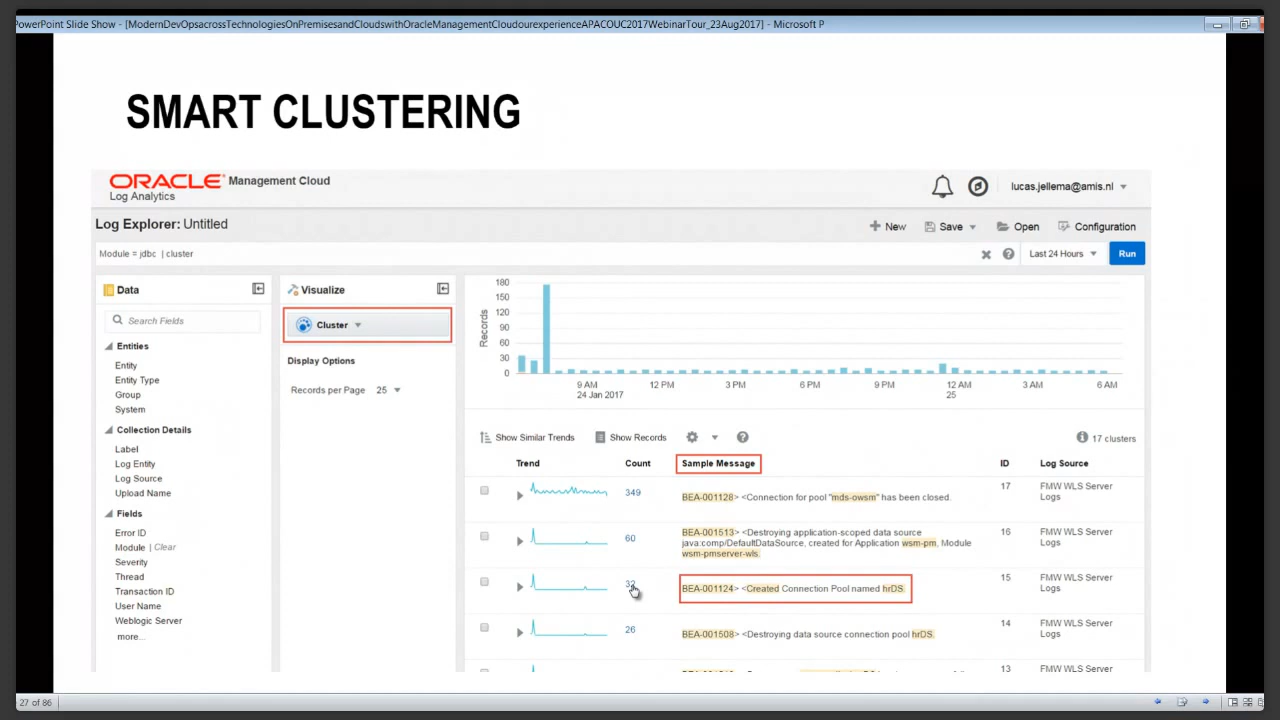 PowerPoint Slide Show - [ModernDevOpsacrossTechnologiesOnPremisesandCloudswithOracleManagementCloudourexperienceAPACOUC2017WebinarTour_23Aug2017] - Microsoft P
SMART CLUSTERING
ORACLE Management Cloud
Log Analytics
lucas.jellema@amis.nl
Log Explorer: Untitled
New
Save
Open
Configuration
Module = jdbc | cluster
Last 24 Hours
Run
Data
Search Fields
Entities
Entity
Entity Type
Group
System
Collection Details
Label
Log Entity
Log Source
Upload Name
Fields
Error ID
Module | Clear
Severity
Thread
Transaction ID
User Name
Weblogic Server
more...
Visualize
Cluster
Display Options
Records per Page 25
Records
180
150
120
90
60
30
0
9 AM 12 PM 3 PM 6 PM 9 PM 12 AM 3 AM 6 AM
24 Jan 2017 25
Show Similar Trends
Show Records
17 clusters
Trend Count Sample Message ID Log Source
349 BEA-001128> <Connection for pool "mds-owsm" has been closed. 17 FMW WLS Server
Logs
60 BEA-001513> <Destroying application-scoped data source 16 FMW WLS Server
java:comp/DefaultDataSource, created for Application wsm-pm, Module Logs
wsm-pmserver-wls.
32 BEA-001124> <Created Connection Pool named hrDS. 15 FMW WLS Server
Logs
26 BEA-001508> <Destroying data source connection pool hrDS. 14 FMW WLS Server
Logs
13 FMW WLS Server
27 of 86